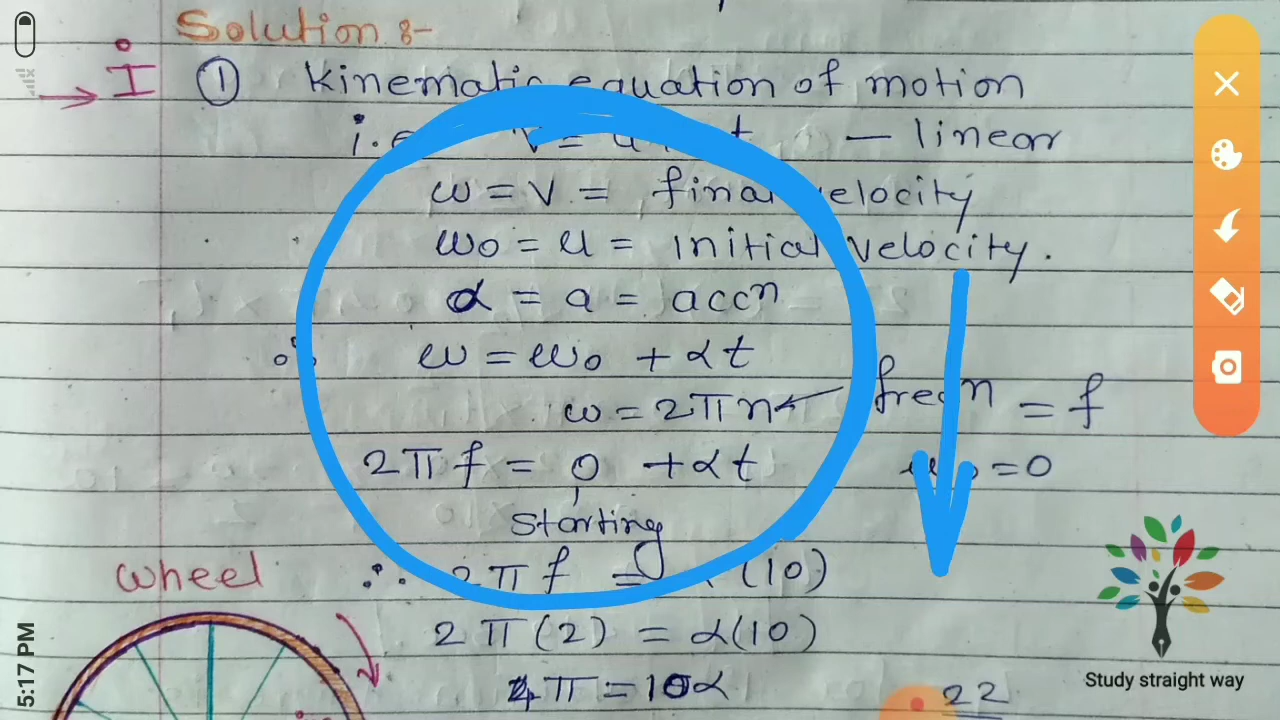 Solution :-
→ I ① Kinematic equation of motion
i.e — linear
ω = v = final velocity
ω₀ = u = Initial velocity.
α = a = accⁿ
∴ ω = ω₀ + αt
ω = 2πn ← freqn = f
2πf = 0 + αt ω₀ = 0
Starting
∴ 2πf = α(10)
2π(2) = α(10)
4π = 10α
22
wheel
Study straight way
5:17 PM